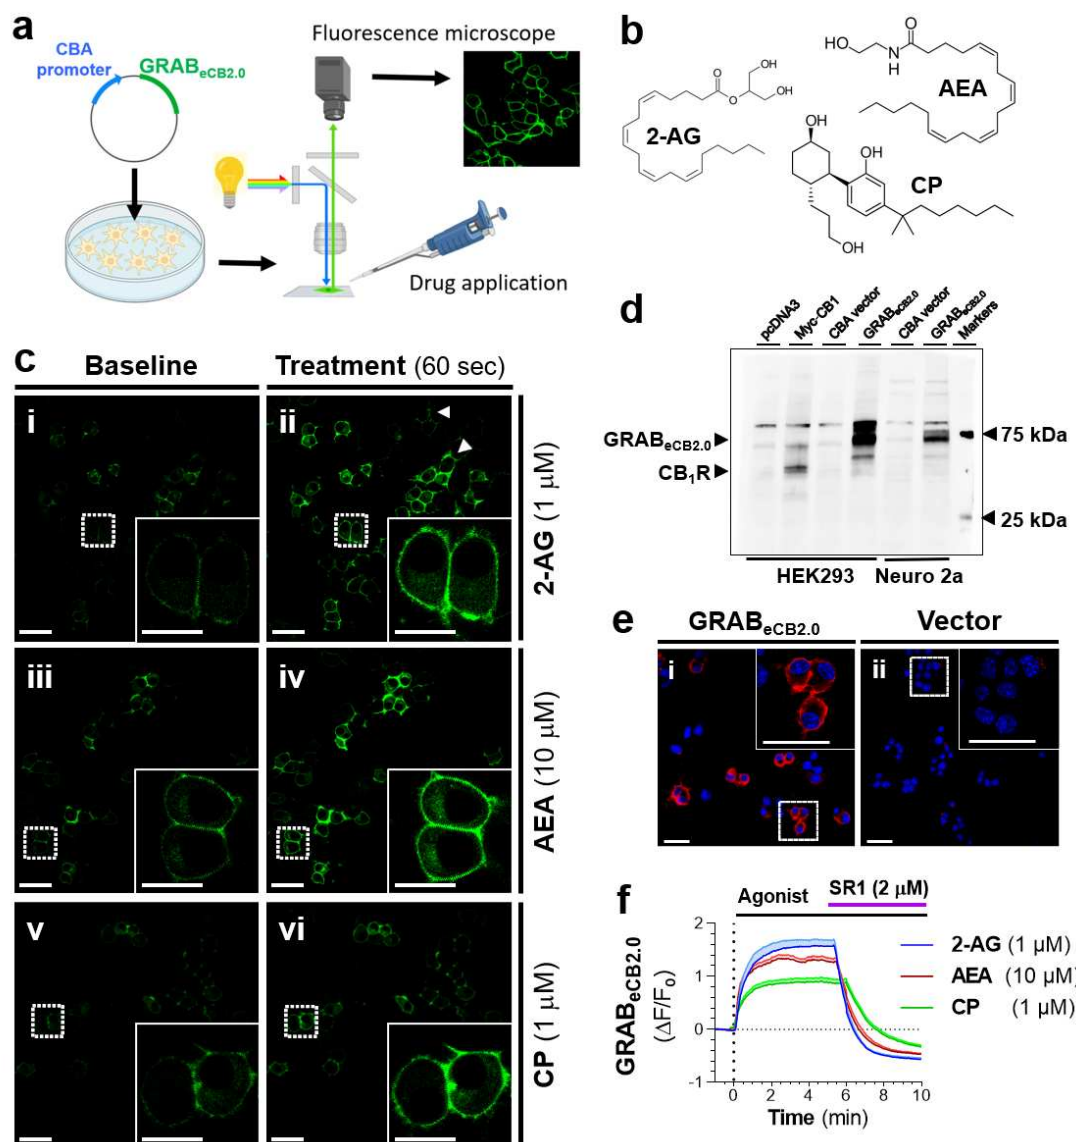 a
CBA
promoter
GRABeCB2.0
Fluorescence microscope
Drug application
b
2-AG
O
O
OH
OH
AEA
HO
N
H
O
CP
OH
OH
OH
c
Baseline
Treatment (60 sec)
i
ii
2-AG (1 μM)
iii
iv
AEA (10 μM)
v
vi
CP (1 μM)
d
pcDNA3
Myc-CB1
CBA vector
GRABeCB2.0
CBA vector
GRABeCB2.0
Markers
GRABeCB2.0
CB1R
75 kDa
25 kDa
HEK293
Neuro 2a
e
GRABeCB2.0
Vector
i
ii
f
Agonist
SR1 (2 μM)
GRABeCB2.0
(ΔF/F0)
2
1
0
-1
0
2
4
6
8
10
Time (min)
2-AG (1 μM)
AEA (10 μM)
CP (1 μM)